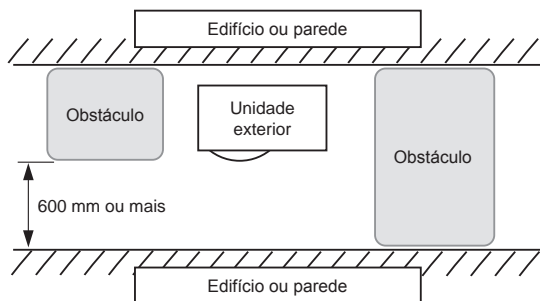 Edifício ou parede
Obstáculo
Unidade
exterior
Obstáculo
600 mm ou mais
Edifício ou parede